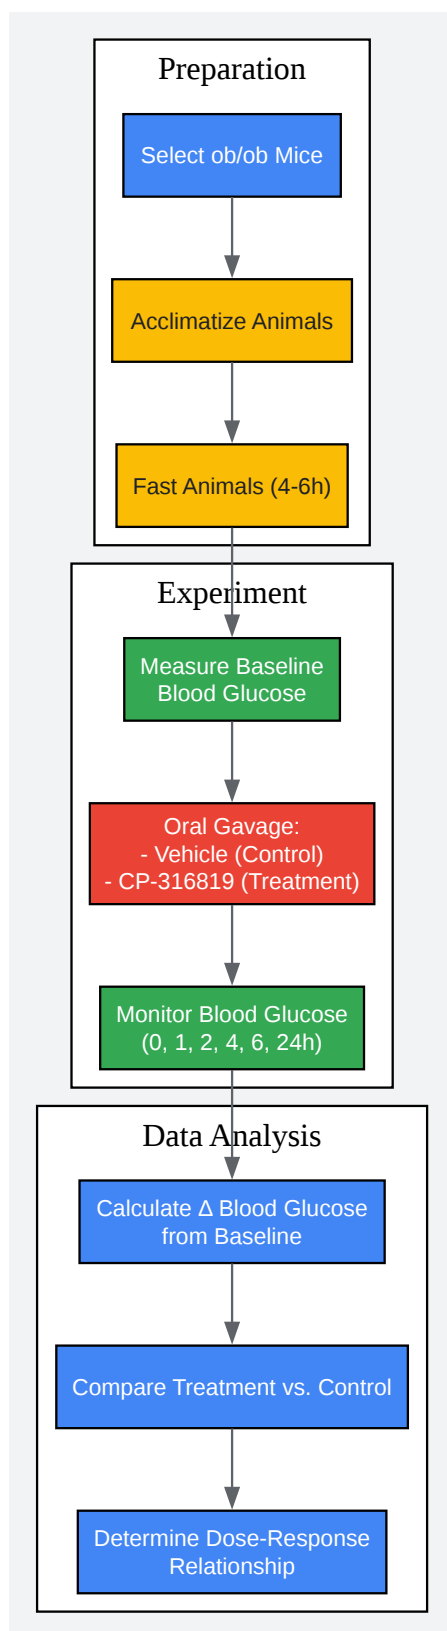 Preparation
Select ob/ob Mice
Acclimatize Animals
Fast Animals (4-6h)
Experiment
Measure Baseline
Blood Glucose
Oral Gavage:
- Vehicle (Control)
- CP-316819 (Treatment)
Monitor Blood Glucose
(0, 1, 2, 4, 6, 24h)
Data Analysis
Calculate Δ Blood Glucose
from Baseline
Compare Treatment vs. Control
Determine Dose-Response
Relationship